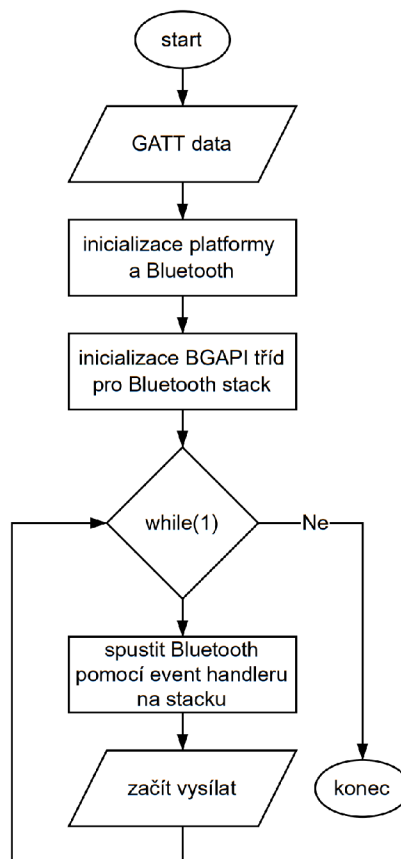 start
GATT data
inicializace platformy
a Bluetooth
inicializace BGAPI tříd
pro Bluetooth stack
while(1)
Ne
spustit Bluetooth
pomocí event handleru
na stacku
začít vysílat
konec